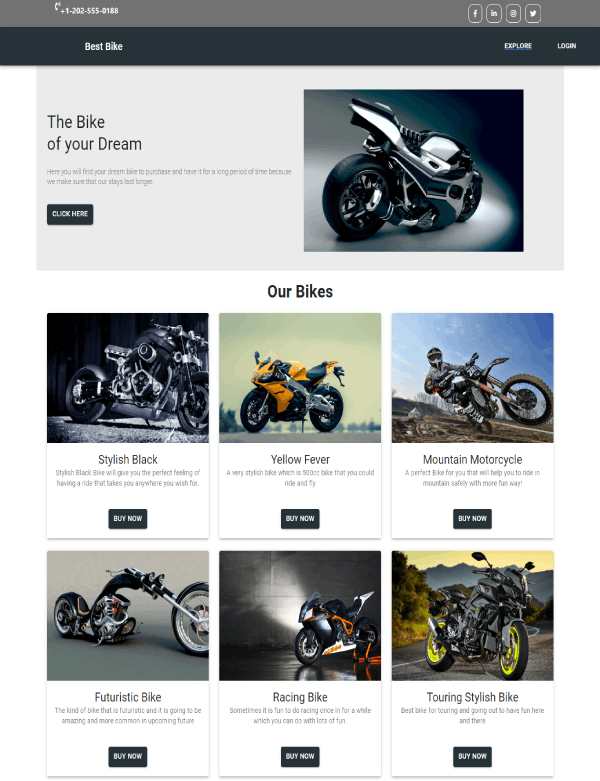 +1-202-555-0188
Best Bike
EXPLORE
LOGIN
The Bike
of your Dream
Here you will find your dream bike to purchase and have it for a long period of time because
we make sure that our stays last longer.
CLICK HERE
Our Bikes
Stylish Black
Stylish Black Bike will give you the perfect feeling of
having a ride that takes you anywhere you wish for.
BUY NOW
Yellow Fever
A very stylish bike which is 500cc bike that you could
ride and fly
BUY NOW
Mountain Motorcycle
A perfect Bike for you that will help you to ride in
mountain safely with more fun way!
BUY NOW
Futuristic Bike
The kind of bike that is futuristic and it is going to be
amazing and more common in upcoming future
BUY NOW
Racing Bike
Sometimes it is fun to do racing once in for a while
which you can do with lots of fun.
BUY NOW
Touring Stylish Bike
Best bike for touring and going out to have fun here
and there
BUY NOW